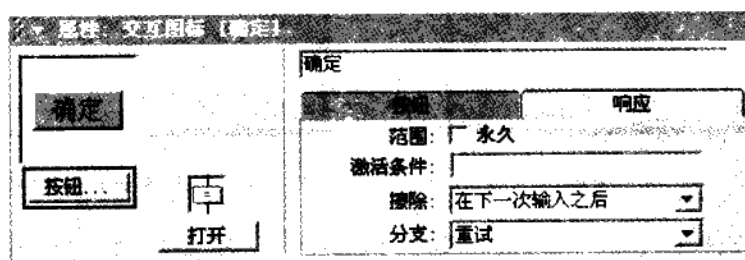 属性: 交互图标 [确定]
确定
按钮...
打开
确定
按钮
响应
范围: 永久
激活条件:
擦除: 在下一次输入之后
分支: 重试